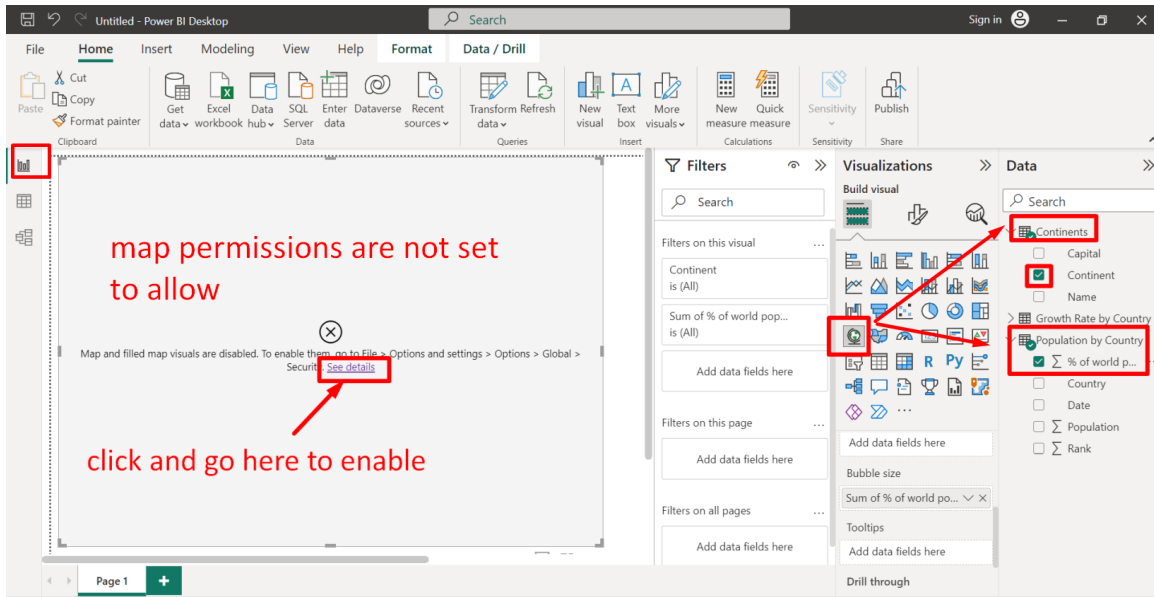 Untitled - Power BI Desktop
Search
Sign in
File Home Insert Modeling View Help Format Data / Drill
Paste
Cut
Copy
Format painter
Clipboard
Get data
Excel workbook
Data hub
SQL Server
Enter data
Dataverse
Recent sources
Data
Transform data
Refresh
Queries
New visual
Text box
More visuals
Insert
New measure
Quick measure
Calculations
Sensitivity
Sensitivity
Publish
Share
map permissions are not set
to allow
Map and filled map visuals are disabled. To enable them, go to File > Options and settings > Options > Global >
Security. See details
click and go here to enable
Filters
Search
Filters on this visual ...
Continent
is (All)
Sum of % of world pop...
is (All)
Add data fields here
Filters on this page ...
Add data fields here
Filters on all pages ...
Add data fields here
Visualizations
Build visual
R Py
...
Add data fields here
Bubble size
Sum of % of world po...
Tooltips
Add data fields here
Drill through
Data
Search
Continents
Capital
Continent
Name
Growth Rate by Country
Population by Country
∑ % of world p...
Country
Date
∑ Population
∑ Rank
Page 1